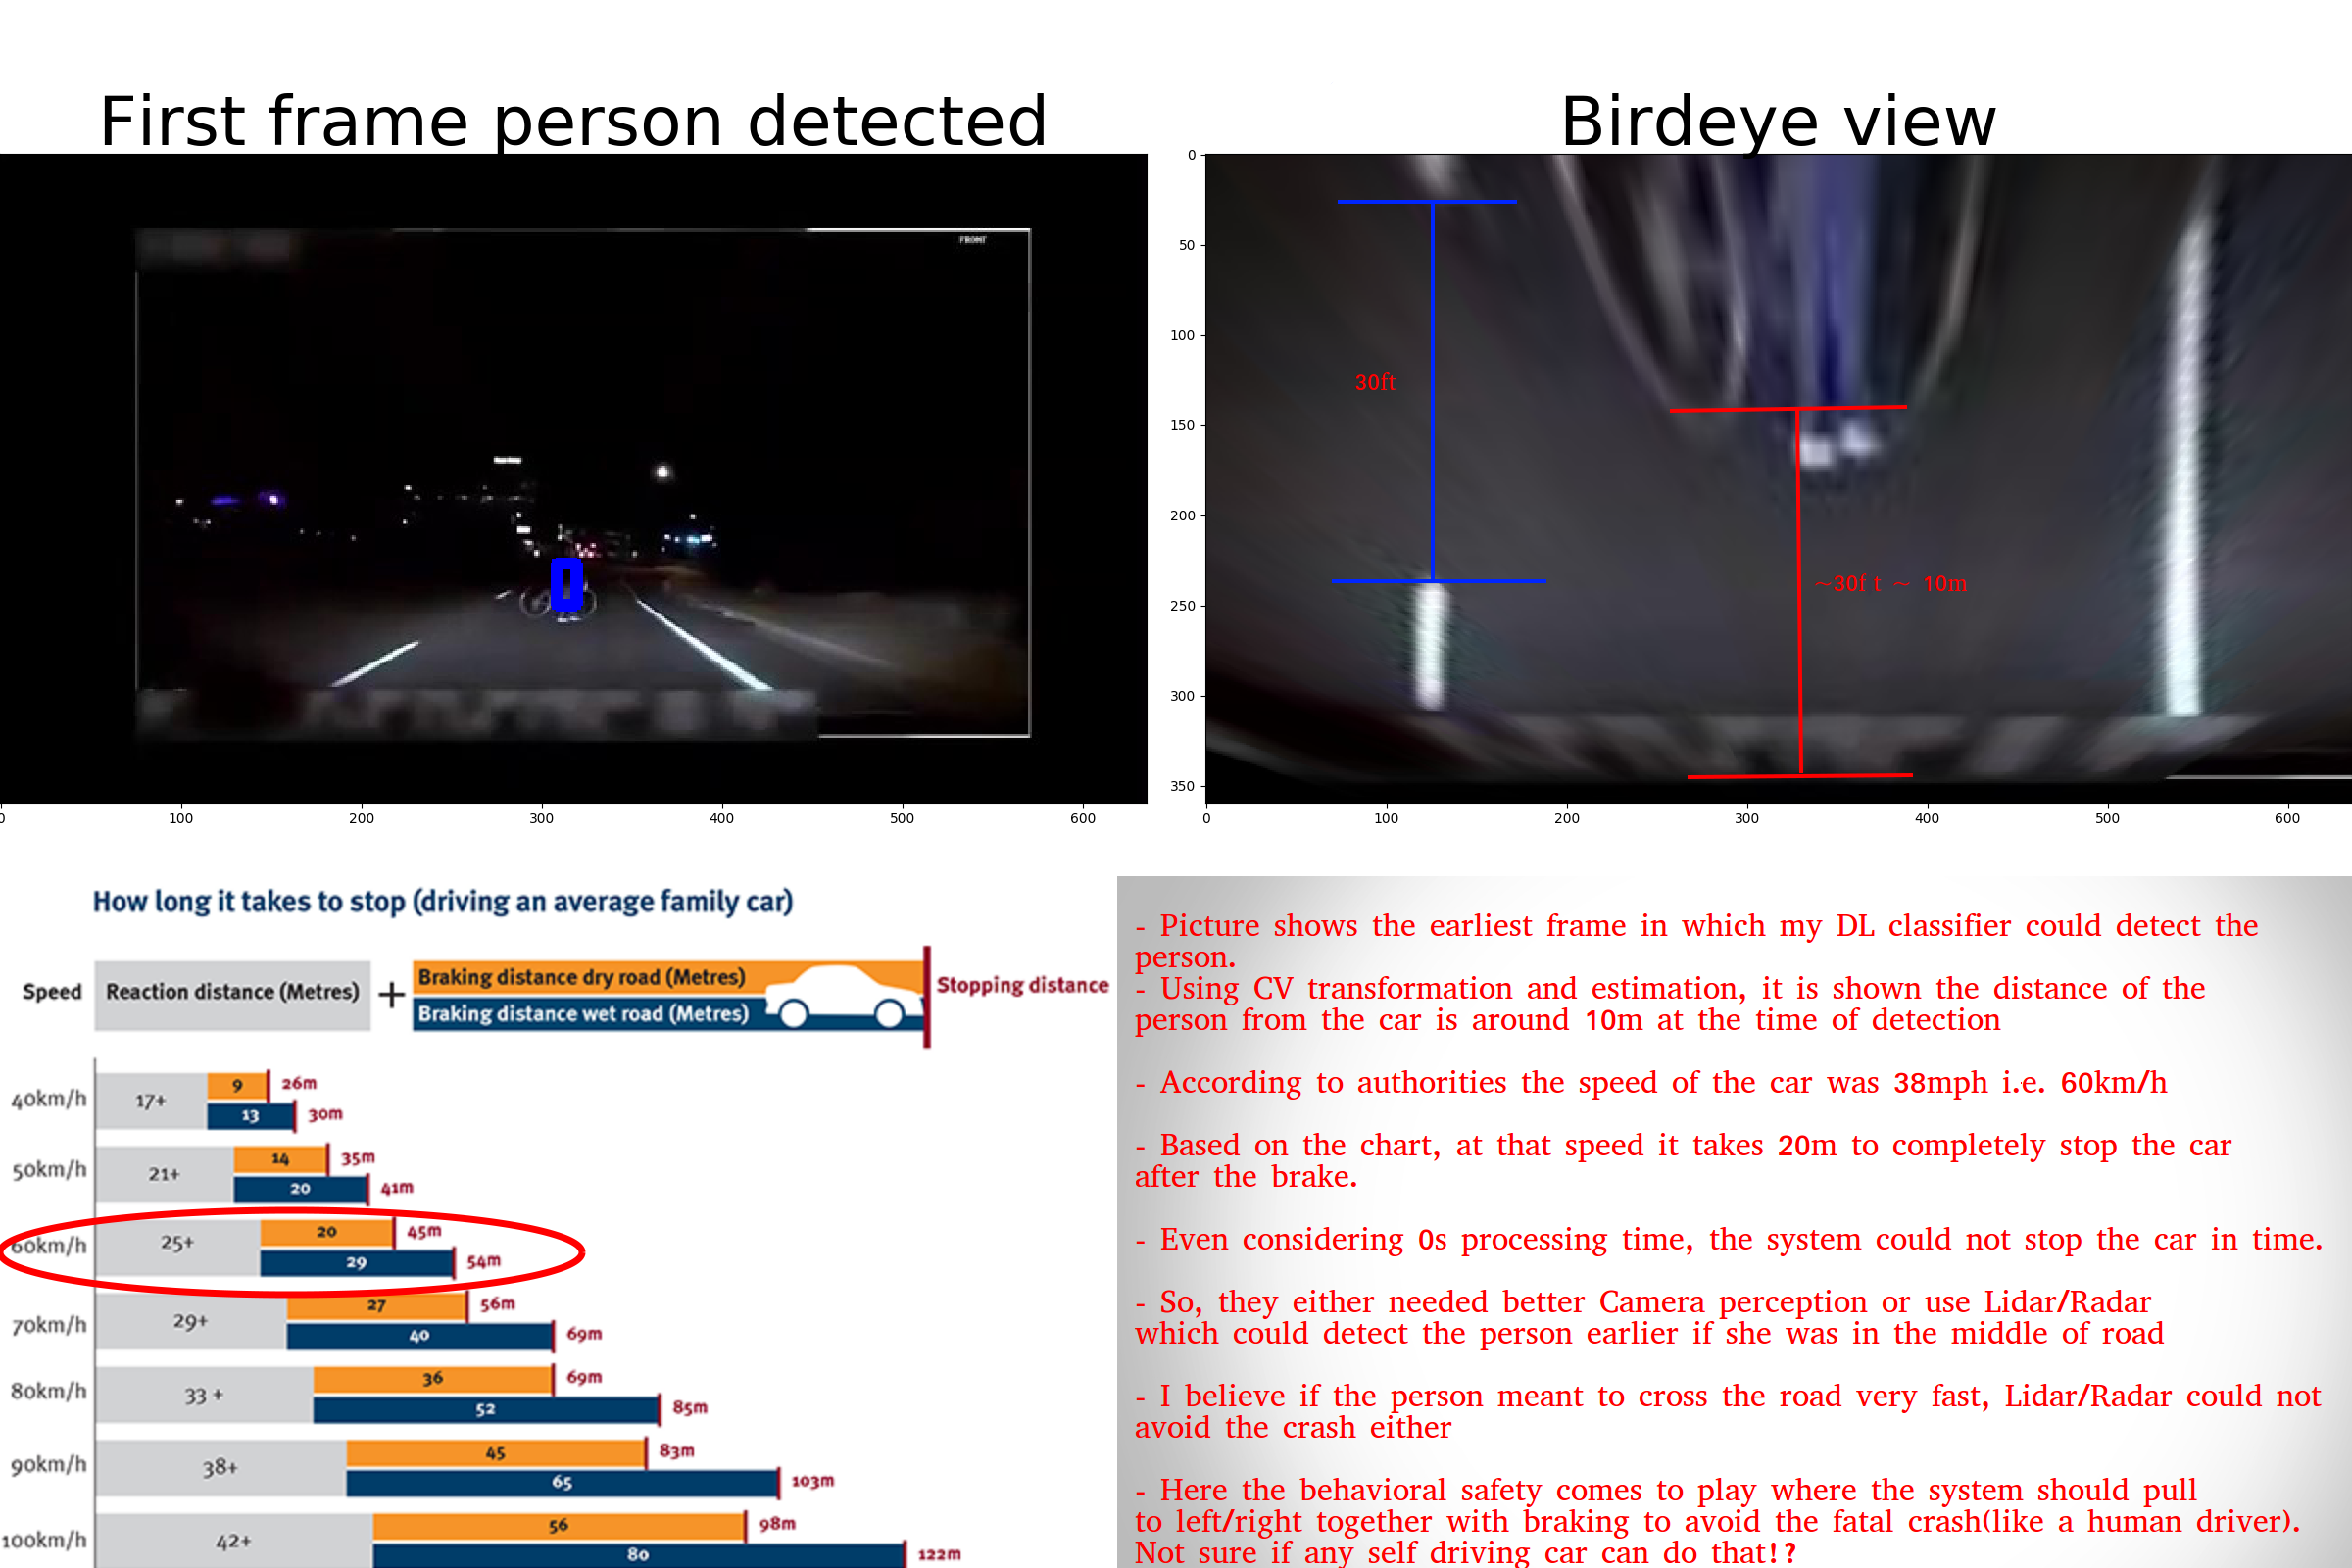 First frame person detected
Birdeye view
FRONT
0
50
100
150
200
250
300
350
30ft
~30f t ~ 10m
0
100
200
300
400
500
600
0
100
200
300
400
500
600
How long it takes to stop (driving an average family car)
Speed
Reaction distance (Metres)
+
Braking distance dry road (Metres)
Braking distance wet road (Metres)
Stopping distance
40km/h 17+ 9 26m
13 30m
50km/h 21+ 14 35m
20 41m
60km/h 25+ 20 45m
29 54m
70km/h 29+ 27 56m
40 69m
80km/h 33 + 36 69m
52 85m
90km/h 38+ 45 83m
65 103m
100km/h 42+ 56 98m
80 122m
- Picture shows the earliest frame in which my DL classifier could detect the
person.
- Using CV transformation and estimation, it is shown the distance of the
person from the car is around 10m at the time of detection
- According to authorities the speed of the car was 38mph i.e. 60km/h
- Based on the chart, at that speed it takes 20m to completely stop the car
after the brake.
- Even considering 0s processing time, the system could not stop the car in time.
- So, they either needed better Camera perception or use Lidar/Radar
which could detect the person earlier if she was in the middle of road
- I believe if the person meant to cross the road very fast, Lidar/Radar could not
avoid the crash either
- Here the behavioral safety comes to play where the system should pull
to left/right together with braking to avoid the fatal crash(like a human driver).
Not sure if any self driving car can do that!?